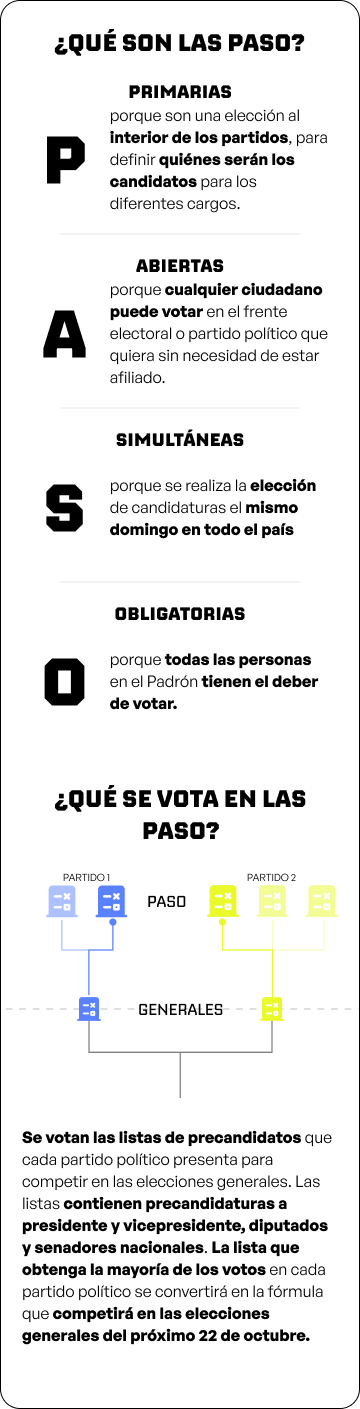 ¿QUÉ SON LAS PASO?
PRIMARIAS
P
porque son una elección al
interior de los partidos, para
definir quiénes serán los
candidatos para los
diferentes cargos.
ABIERTAS
A
porque cualquier ciudadano
puede votar en el frente
electoral o partido político que
quiera sin necesidad de estar
afiliado.
SIMULTÁNEAS
S
porque se realiza la elección
de candidaturas el mismo
domingo en todo el país
OBLIGATORIAS
O
porque todas las personas
en el Padrón tienen el deber
de votar.
¿QUÉ SE VOTA EN LAS
PASO?
PARTIDO 1
PARTIDO 2
PASO
GENERALES
Se votan las listas de precandidatos que
cada partido político presenta para
competir en las elecciones generales. Las
listas contienen precandidaturas a
presidente y vicepresidente, diputados
y senadores nacionales. La lista que
obtenga la mayoría de los votos en cada
partido político se convertirá en la fórmula
que competirá en las elecciones
generales del próximo 22 de octubre.